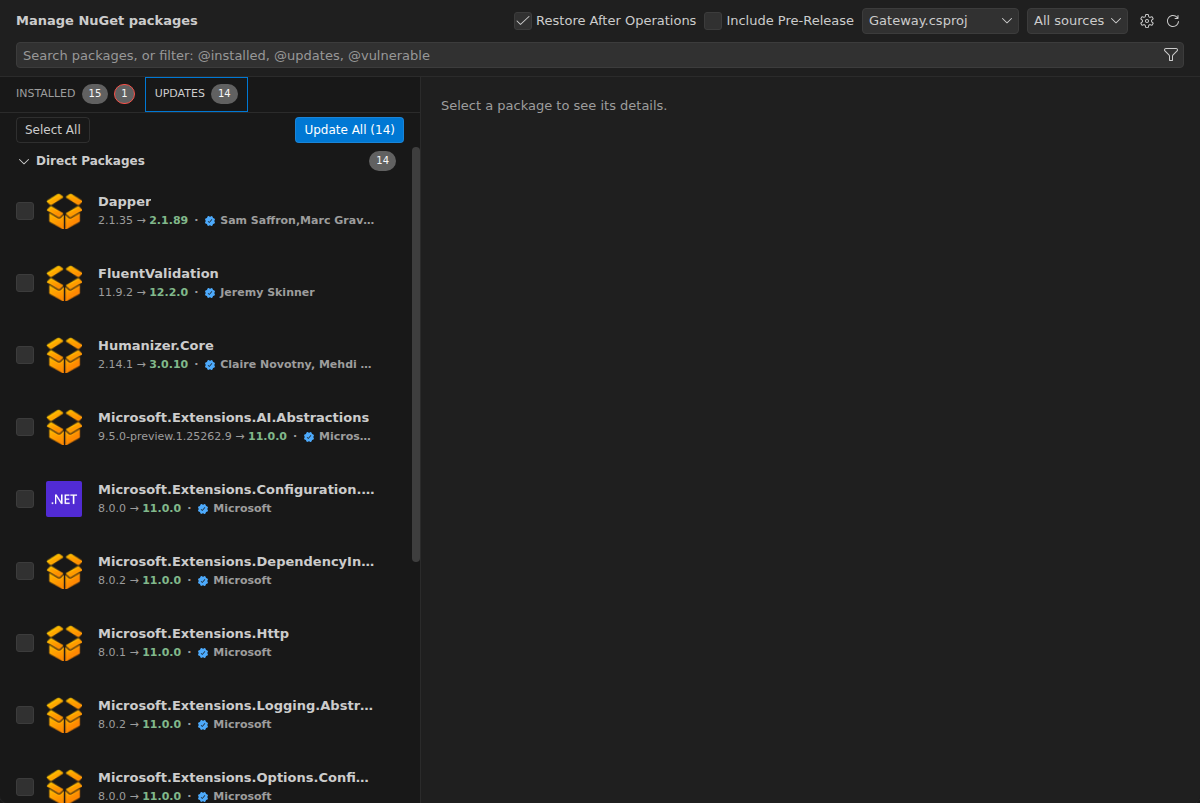 Manage NuGet packages
Restore After Operations
Include Pre-Release
Gateway.csproj
All sources
Search packages, or filter: @installed, @updates, @vulnerable
INSTALLED 15 1 UPDATES 14
Select a package to see its details.
Select All
Update All (14)
Direct Packages 14
Dapper
2.1.35 → 2.1.89 · Sam Saffron,Marc Grav...
FluentValidation
11.9.2 → 12.2.0 · Jeremy Skinner
Humanizer.Core
2.14.1 → 3.0.10 · Claire Novotny, Mehdi ...
Microsoft.Extensions.AI.Abstractions
9.5.0-preview.1.25262.9 → 11.0.0 · Micros...
.NET
Microsoft.Extensions.Configuration....
8.0.0 → 11.0.0 · Microsoft
Microsoft.Extensions.DependencyIn...
8.0.2 → 11.0.0 · Microsoft
Microsoft.Extensions.Http
8.0.1 → 11.0.0 · Microsoft
Microsoft.Extensions.Logging.Abstr...
8.0.2 → 11.0.0 · Microsoft
Microsoft.Extensions.Options.Confi...
8.0.0 → 11.0.0 · Microsoft